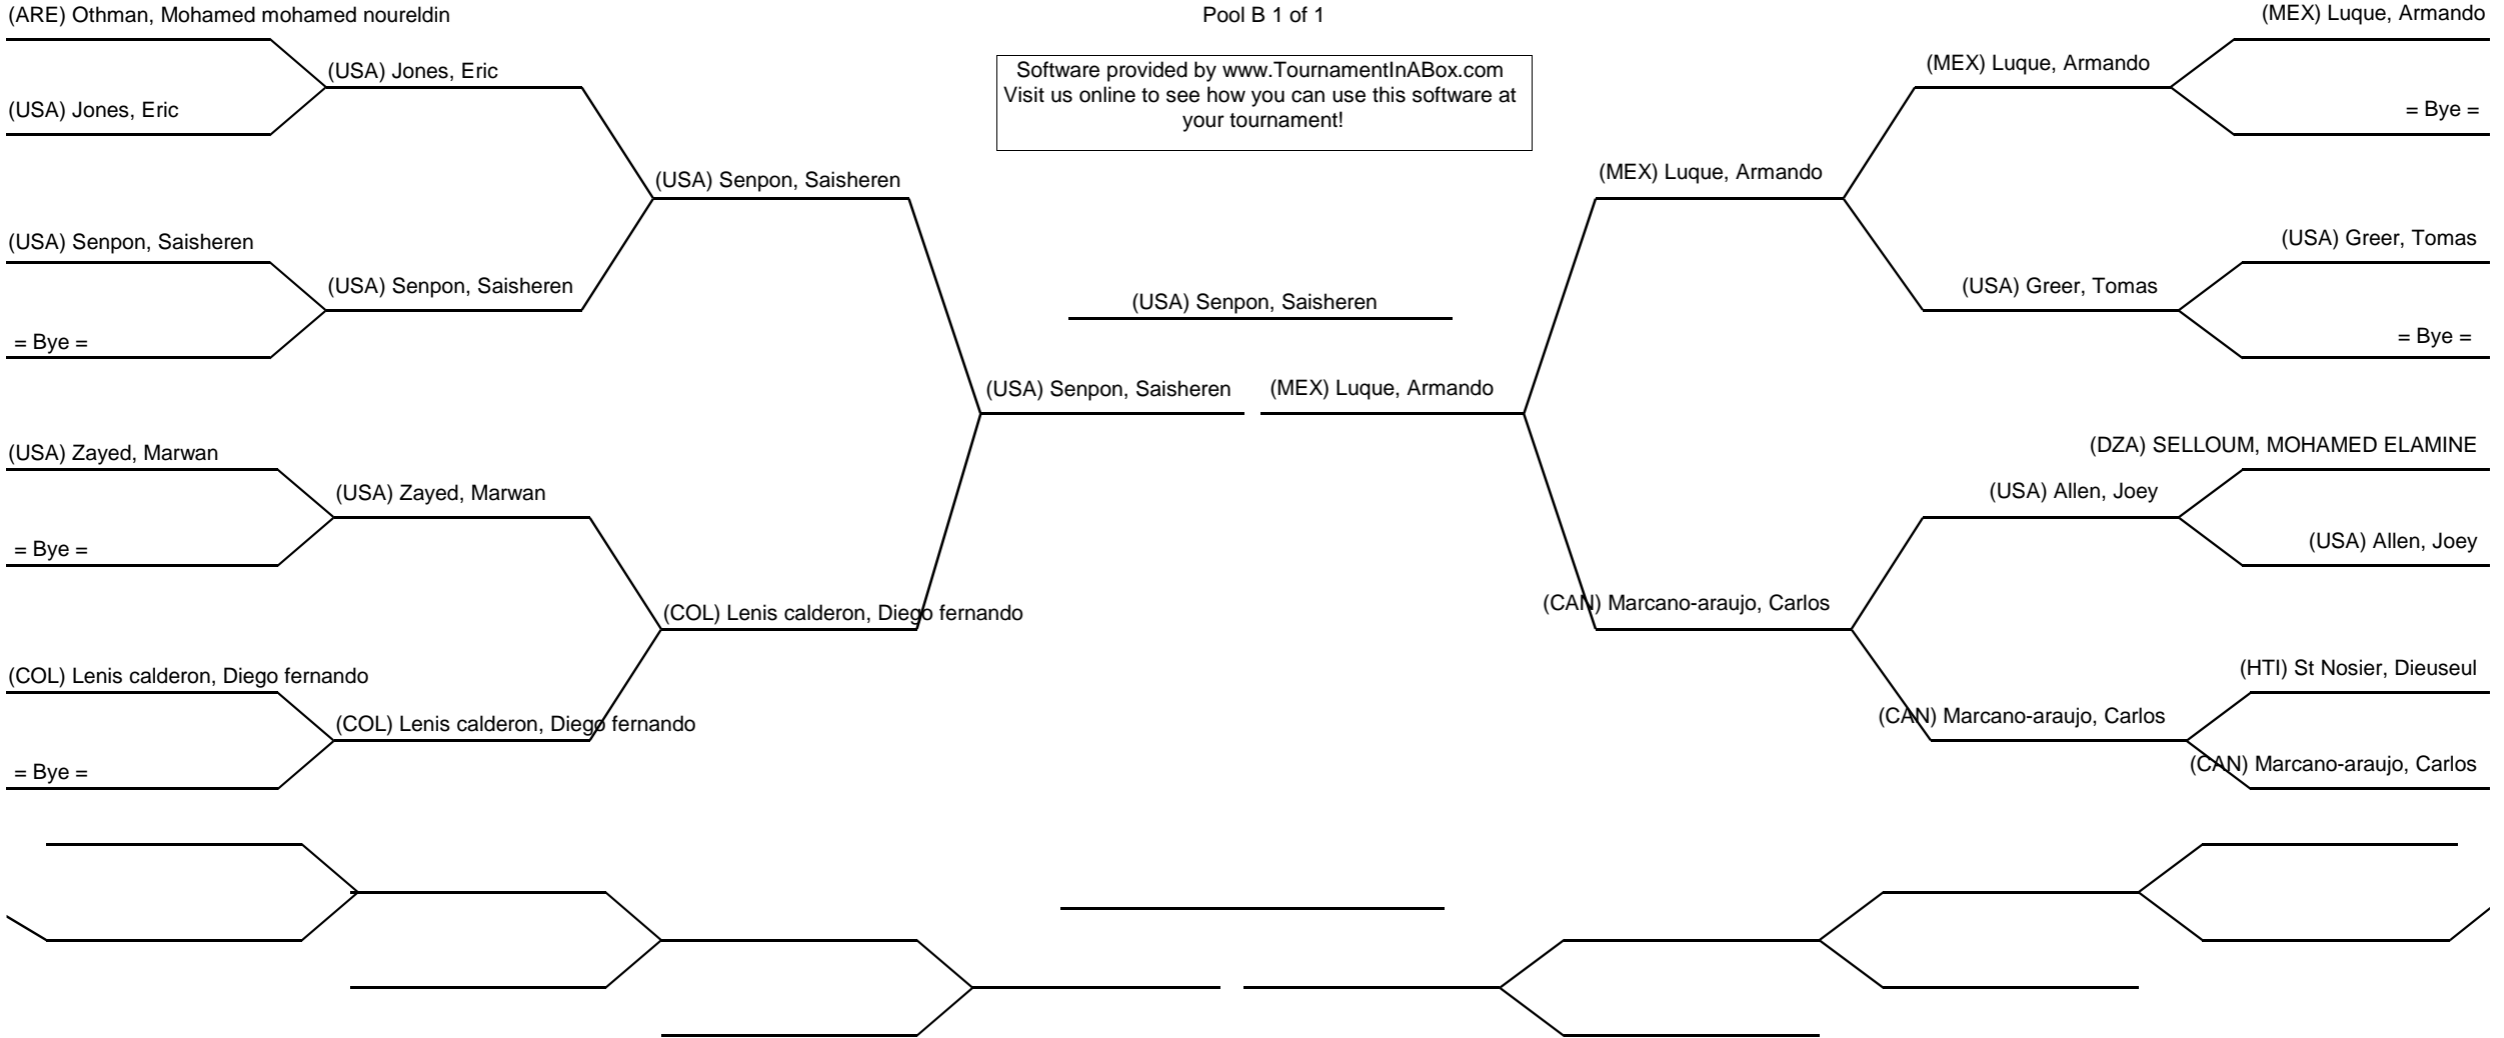 (ARE) Othman, Mohamed mohamed noureldin
(USA) Jones, Eric
(USA) Jones, Eric
(USA) Senpon, Saisheren
(USA) Senpon, Saisheren
(USA) Senpon, Saisheren
= Bye =
(USA) Zayed, Marwan
(USA) Zayed, Marwan
= Bye =
(COL) Lenis calderon, Diego fernando
(COL) Lenis calderon, Diego fernando
(COL) Lenis calderon, Diego fernando
= Bye =
Pool B 1 of 1
Software provided by www.TournamentInABox.com
Visit us online to see how you can use this software at
your tournament!
(USA) Senpon, Saisheren
(USA) Senpon, Saisheren
(MEX) Luque, Armando
(MEX) Luque, Armando
(MEX) Luque, Armando
(MEX) Luque, Armando
= Bye =
(USA) Greer, Tomas
(USA) Greer, Tomas
= Bye =
(DZA) SELLOUM, MOHAMED ELAMINE
(USA) Allen, Joey
(USA) Allen, Joey
(CAN) Marcano-araujo, Carlos
(HTI) St Nosier, Dieuseul
(CAN) Marcano-araujo, Carlos
(CAN) Marcano-araujo, Carlos